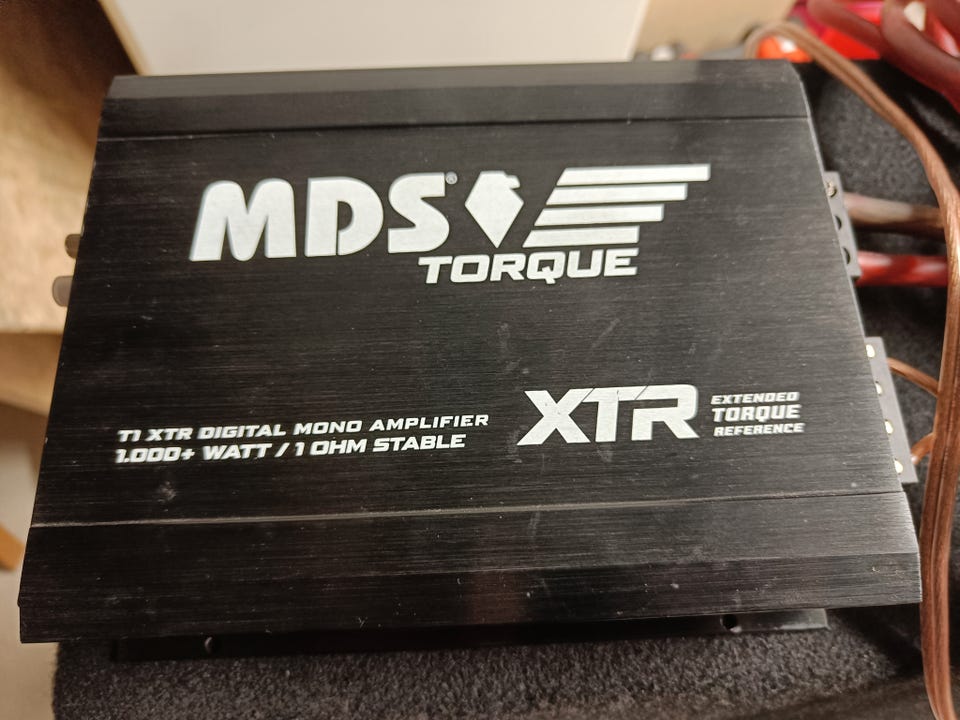 MDS®
TORQUE
T1 XTR DIGITAL MONO AMPLIFIER
1.000+ WATT / 1 OHM STABLE
XTR
EXTENDED
TORQUE
REFERENCE